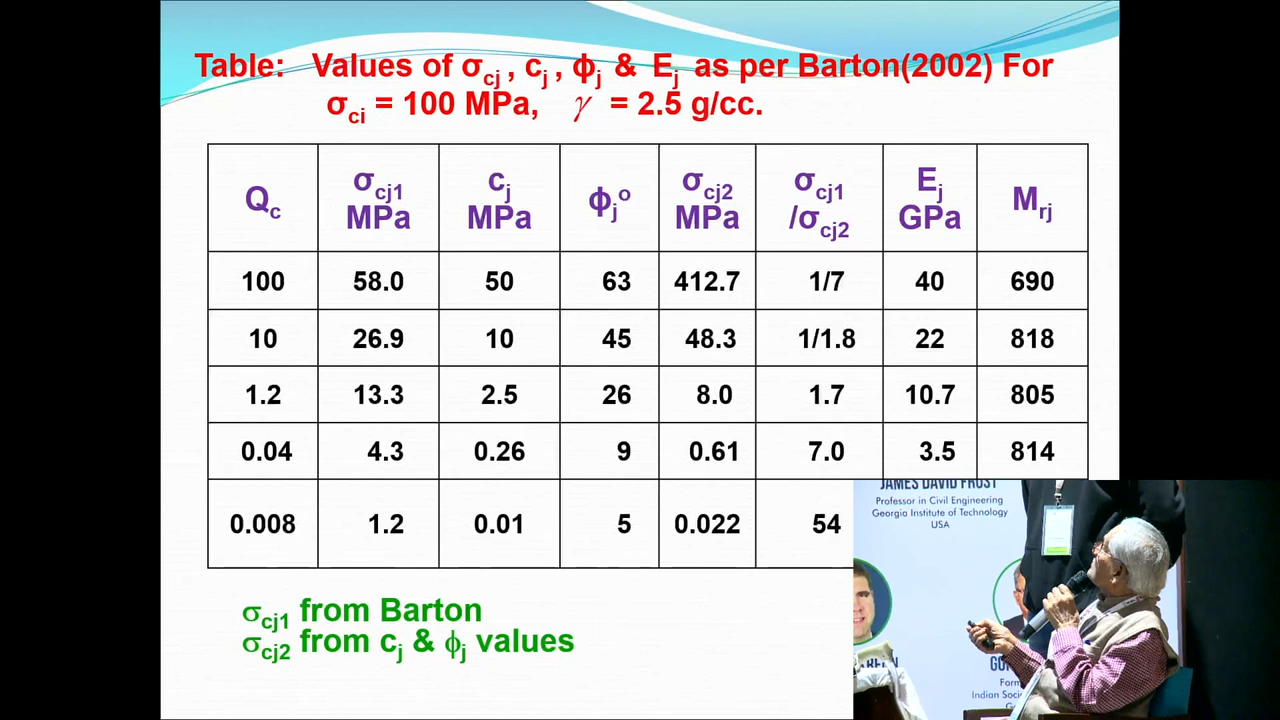 Table: Values of σcj , cj , ϕj & Ej as per Barton(2002) For
σci = 100 MPa, γ = 2.5 g/cc.
Qc σcj1 MPa cj MPa ϕj° σcj2 MPa σcj1 /σcj2 Ej GPa Mrj
100 58.0 50 63 412.7 1/7 40 690
10 26.9 10 45 48.3 1/1.8 22 818
1.2 13.3 2.5 26 8.0 1.7 10.7 805
0.04 4.3 0.26 9 0.61 7.0 3.5 814
0.008 1.2 0.01 5 0.022 54
σcj1 from Barton
σcj2 from cj & ϕj values
JAMES DAVID FROST
Professor in Civil Engineering
Georgia Institute of Technology
USA
Indian